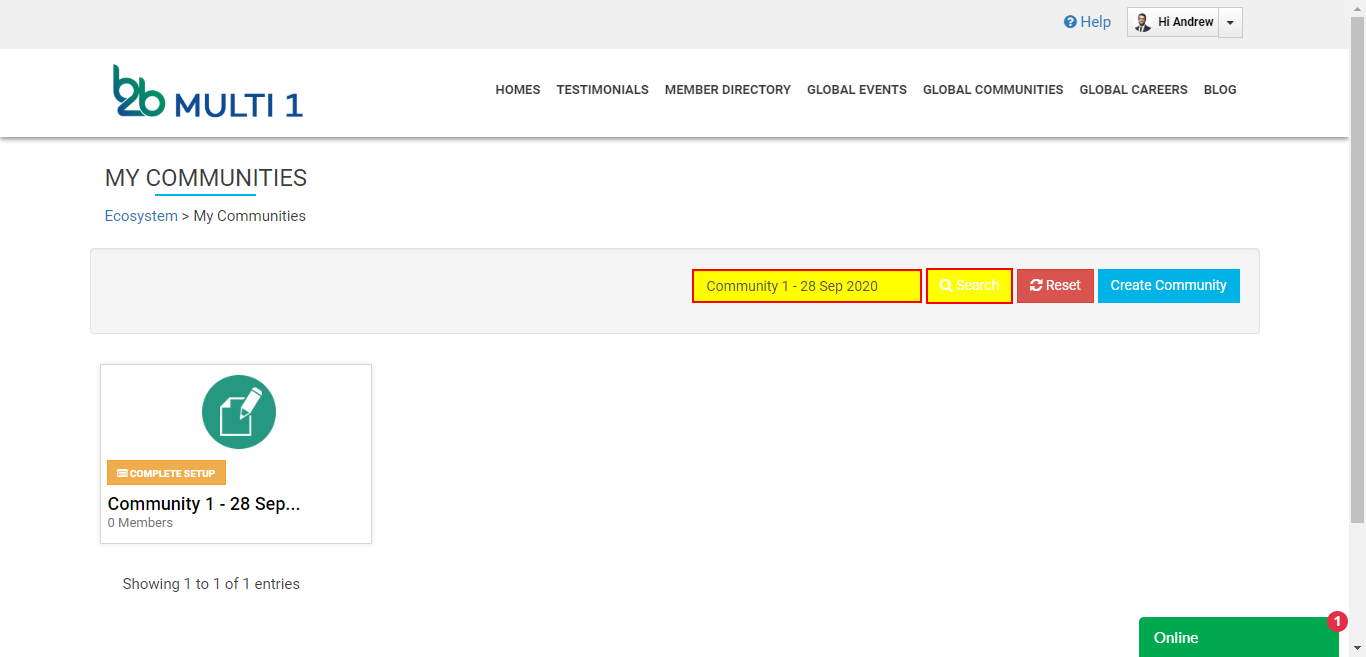 Help
Hi Andrew
b2b MULTI 1
HOMES TESTIMONIALS MEMBER DIRECTORY GLOBAL EVENTS GLOBAL COMMUNITIES GLOBAL CAREERS BLOG
MY COMMUNITIES
Ecosystem > My Communities
Community 1 - 28 Sep 2020
Search
Reset
Create Community
COMPLETE SETUP
Community 1 - 28 Sep...
0 Members
Showing 1 to 1 of 1 entries
Online
1